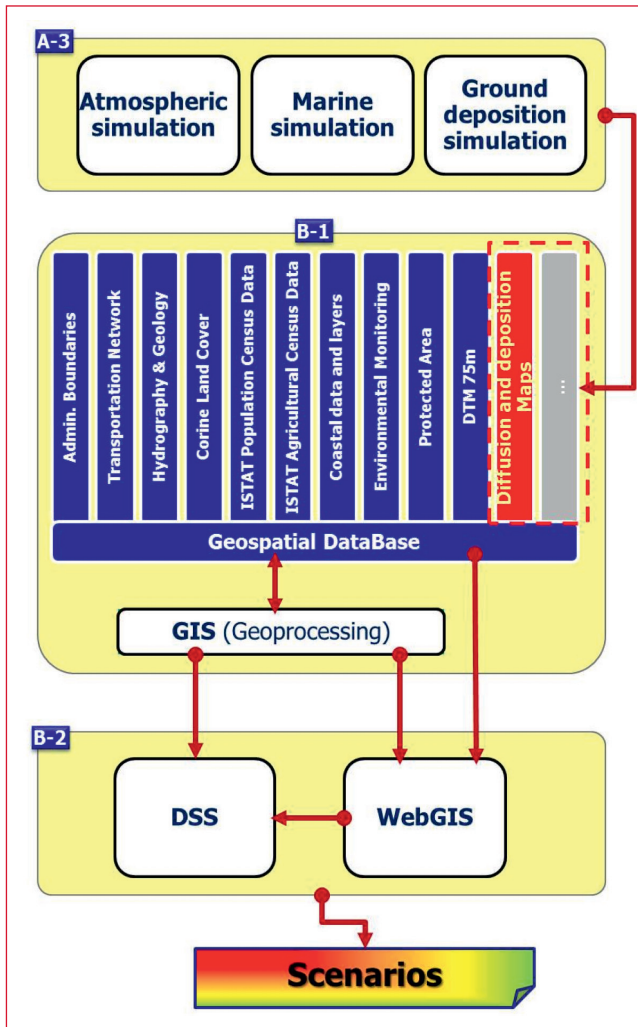 A-3
Atmospheric
simulation
Marine
simulation
Ground
deposition
simulation
B-1
Admin. Boundaries
Transportation Network
Hydrography & Geology
Corine Land Cover
ISTAT Population Census Data
ISTAT Agricultural Census Data
Coastal data and layers
Environmental Monitoring
Protected Area
DTM 75m
Diffusion and deposition
Maps
...
Geospatial DataBase
GIS (Geoprocessing)
B-2
DSS
WebGIS
Scenarios